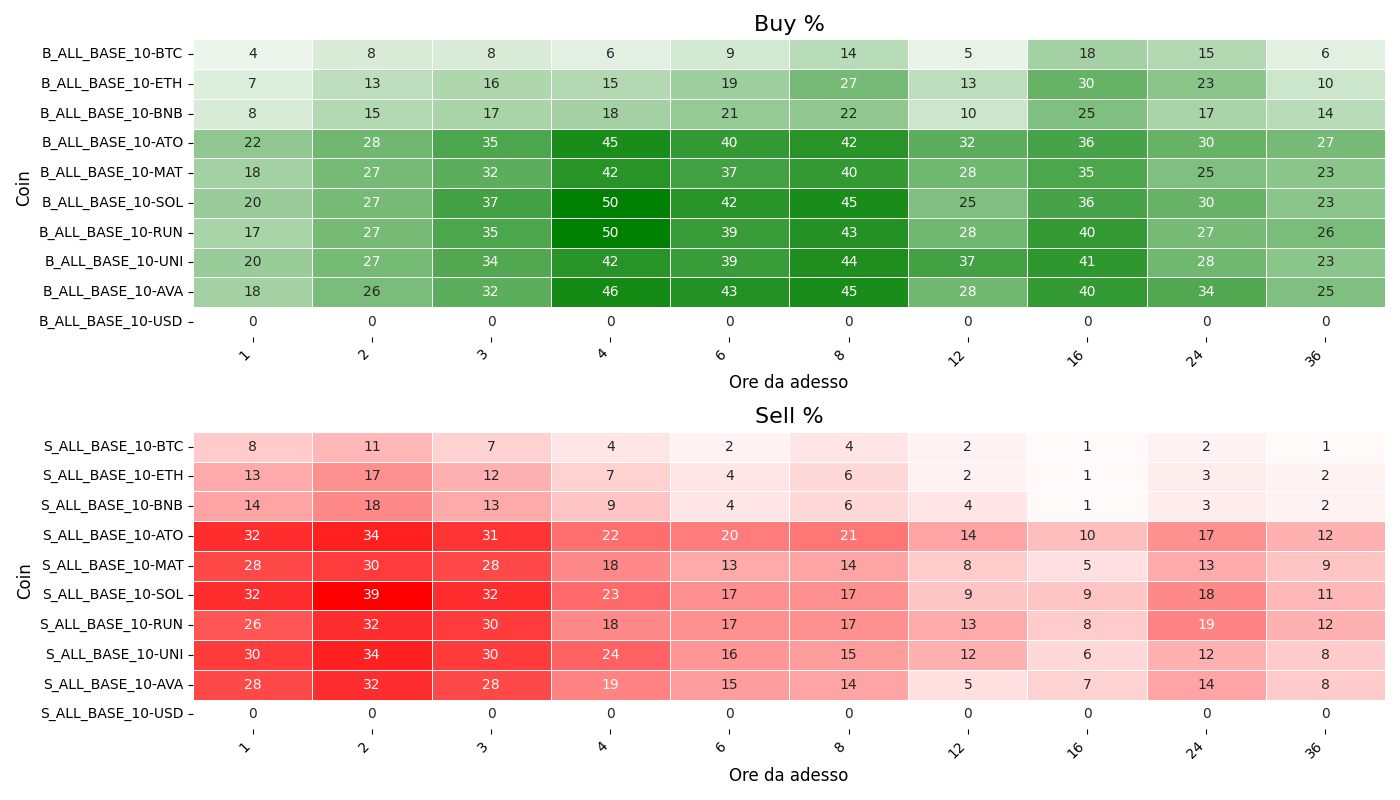 Buy %
Coin
B_ALL_BASE_10-BTC 4 8 8 6 9 14 5 18 15 6
B_ALL_BASE_10-ETH 7 13 16 15 19 27 13 30 23 10
B_ALL_BASE_10-BNB 8 15 17 18 21 22 10 25 17 14
B_ALL_BASE_10-ATO 22 28 35 45 40 42 32 36 30 27
B_ALL_BASE_10-MAT 18 27 32 42 37 40 28 35 25 23
B_ALL_BASE_10-SOL 20 27 37 50 42 45 25 36 30 23
B_ALL_BASE_10-RUN 17 27 35 50 39 43 28 40 27 26
B_ALL_BASE_10-UNI 20 27 34 42 39 44 37 41 28 23
B_ALL_BASE_10-AVA 18 26 32 46 43 45 28 40 34 25
B_ALL_BASE_10-USD 0 0 0 0 0 0 0 0 0 0
1 2 3 4 6 8 12 16 24 36
Ore da adesso
Sell %
Coin
S_ALL_BASE_10-BTC 8 11 7 4 2 4 2 1 2 1
S_ALL_BASE_10-ETH 13 17 12 7 4 6 2 1 3 2
S_ALL_BASE_10-BNB 14 18 13 9 4 6 4 1 3 2
S_ALL_BASE_10-ATO 32 34 31 22 20 21 14 10 17 12
S_ALL_BASE_10-MAT 28 30 28 18 13 14 8 5 13 9
S_ALL_BASE_10-SOL 32 39 32 23 17 17 9 9 18 11
S_ALL_BASE_10-RUN 26 32 30 18 17 17 13 8 19 12
S_ALL_BASE_10-UNI 30 34 30 24 16 15 12 6 12 8
S_ALL_BASE_10-AVA 28 32 28 19 15 14 5 7 14 8
S_ALL_BASE_10-USD 0 0 0 0 0 0 0 0 0 0
1 2 3 4 6 8 12 16 24 36
Ore da adesso